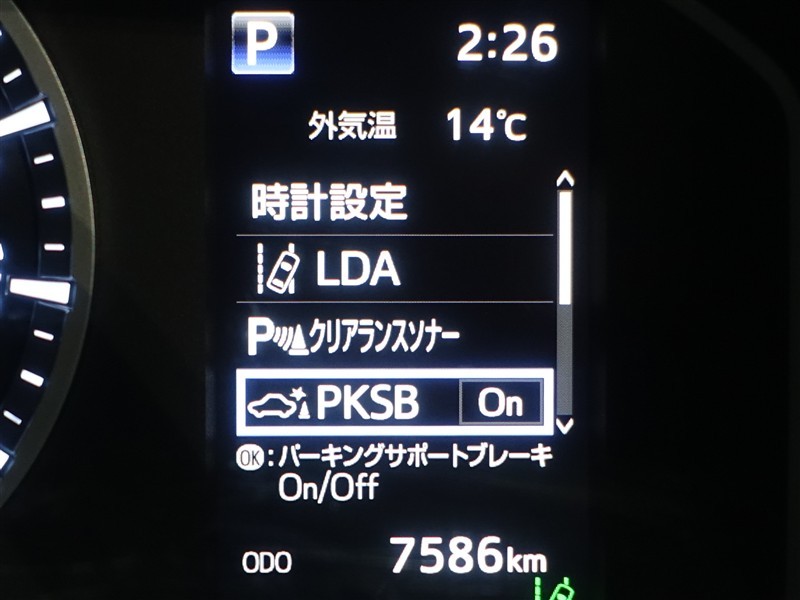 P 2:26
外気温 14℃
時計設定
LDA
Pクリアランスソナー
PKSB On
OK:パーキングサポートブレーキ
On/Off
ODO 7586km